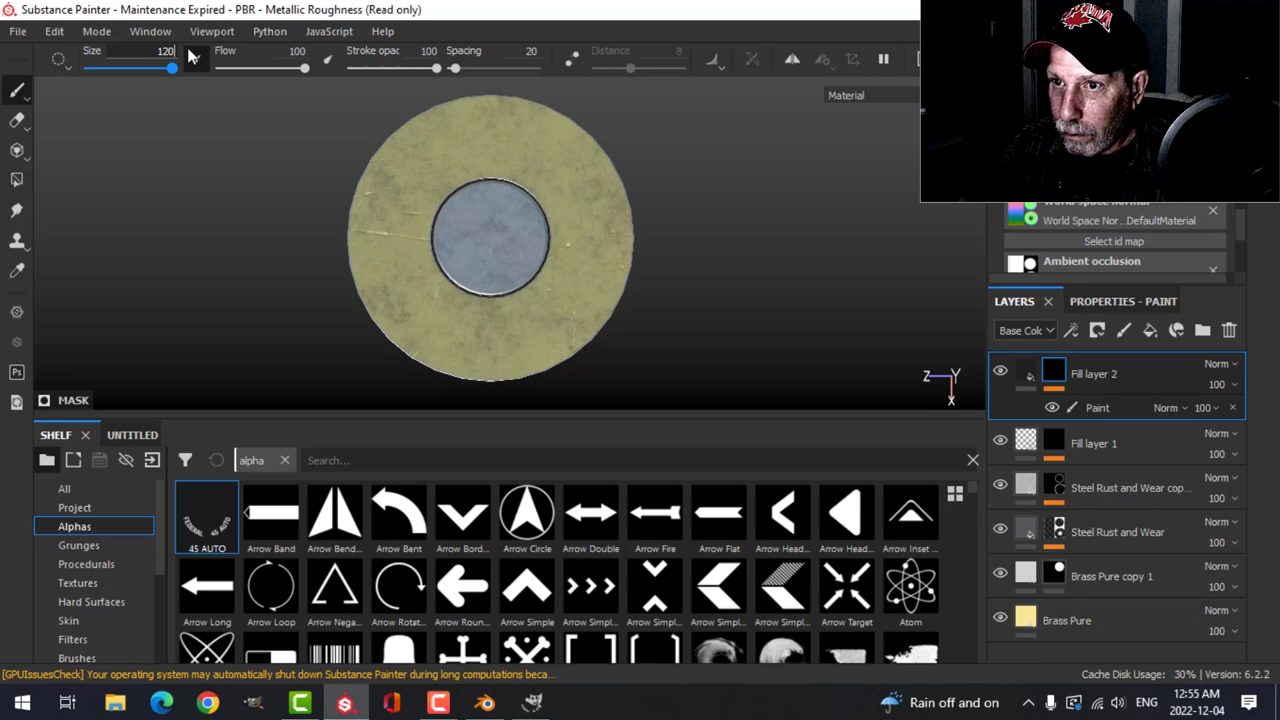 Substance Painter - Maintenance Expired - PBR - Metallic Roughness (Read only)
File Edit Mode Window Viewport Python JavaScript Help
Size 120 Flow 100 Stroke opac 100 Spacing 20 Distance 8
Material
World Space Nor...DefaultMaterial
Select id map
Ambient occlusion
LAYERS PROPERTIES - PAINT
Base Col
Norm
Fill layer 2
100
Paint Norm 100
Norm
Fill layer 1
100
Norm
Steel Rust and Wear cop...
100
Norm
Steel Rust and Wear
100
Norm
Brass Pure copy 1
100
Norm
Brass Pure
100
Z Y
X
MASK
SHELF UNTITLED
alpha Search...
All
Project
Alphas
Grunges
Procedurals
Textures
Hard Surfaces
Skin
Filters
Brushes
FEDERAL 45 AUTO
45 AUTO Arrow Band Arrow Bend... Arrow Bent Arrow Bord... Arrow Circle Arrow Double Arrow Fire Arrow Flat Arrow Head... Arrow Head... Arrow Inset ...
Arrow Long Arrow Loop Arrow Nega... Arrow Rotat... Arrow Roun... Arrow Simple Arrow Simpl... Arrow Simpl... Arrow Simpl... Arrow Simpl... Arrow Target Atom
[GPUIssuesCheck] Your operating system may automatically shut down Substance Painter during long computations beca...
Cache Disk Usage: 30% | Version: 6.2.2
Ps
Rain off and on
ENG
12:55 AM
2022-12-04